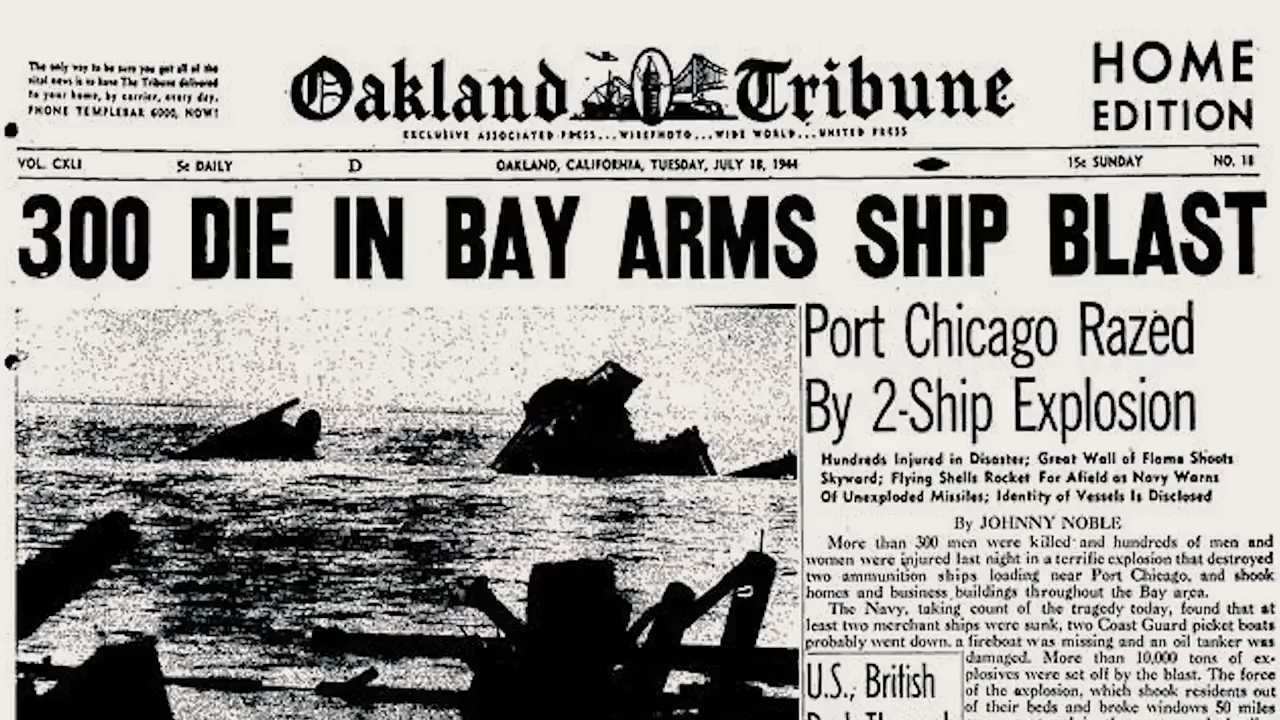 The only way to be sure you get all of the
vital news is to have The Tribune delivered
to your home, by carrier, every day.
PHONE TEMPLEBAR 6000, NOW!
Oakland Tribune
EXCLUSIVE ASSOCIATED PRESS...WIREPHOTO...WIDE WORLD...UNITED PRESS
HOME
EDITION
VOL. CXLI 5c DAILY D OAKLAND, CALIFORNIA, TUESDAY, JULY 18, 1944 15c SUNDAY NO. 18
300 DIE IN BAY ARMS SHIP BLAST
Port Chicago Razed
By 2-Ship Explosion
Hundreds Injured in Disaster; Great Wall of Flame Shoots
Skyward; Flying Shells Rocket Far Afield as Navy Warns
Of Unexploded Missiles; Identity of Vessels Is Disclosed
By JOHNNY NOBLE
More than 300 men were killed and hundreds of men and
women were injured last night in a terrific explosion that destroyed
two ammunition ships loading near Port Chicago, and shook
homes and business buildings throughout the Bay area.
The Navy, taking count of the tragedy today, found that at
least two merchant ships were sunk, two Coast Guard picket boats
probably went down, a fireboat was missing and an oil tanker was
damaged. More than 10,000 tons of ex-
plosives were set off by the blast. The force
of the explosion, which shook residents out
of their beds and broke windows 50 miles
U.S., British